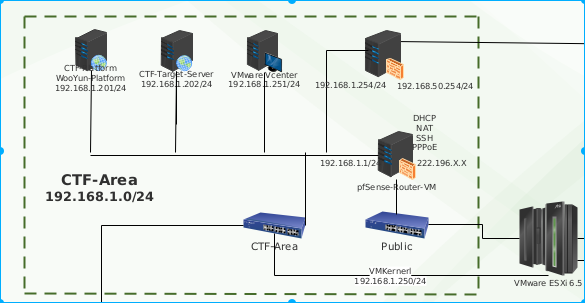 CTF-Platform
WooYun-Platform
192.168.1.201/24
CTF-Target-Server
192.168.1.202/24
VMware Vcenter
192.168.1.251/24
192.168.1.254/24
192.168.50.254/24
DHCP
NAT
SSH
PPPoE
192.168.1.1/24
222.196.X.X
pfSense-Router-VM
CTF-Area
192.168.1.0/24
CTF-Area
Public
VMKernerl
192.168.1.250/24
VMware ESXi 6.5